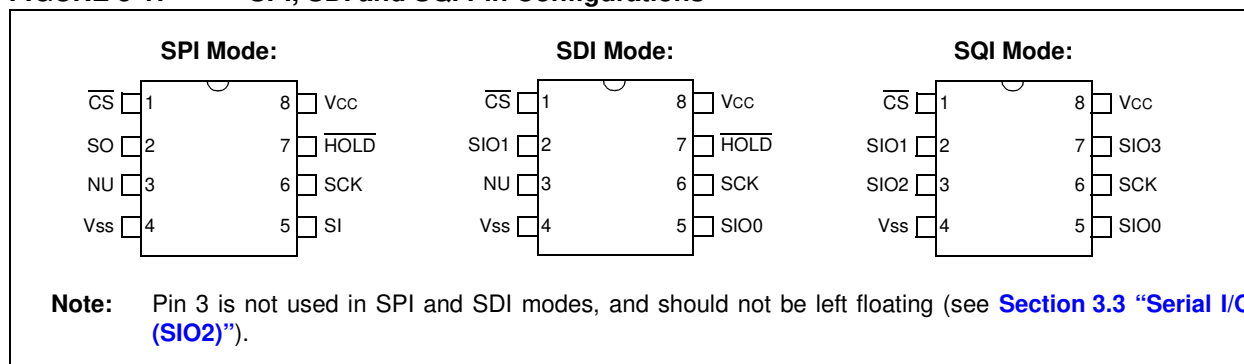 SPI Mode: SDI Mode: SQI Mode:
CS 1 8 VCC CS 1 8 VCC CS 1 8 VCC
SO 2 7 HOLD SIO1 2 7 HOLD SIO1 2 7 SIO3
NU 3 6 SCK NU 3 6 SCK SIO2 3 6 SCK
Vss 4 5 SI Vss 4 5 SIO0 Vss 4 5 SIO0
Note: Pin 3 is not used in SPI and SDI modes, and should not be left floating (see Section 3.3 “Serial
(SIO2)”).